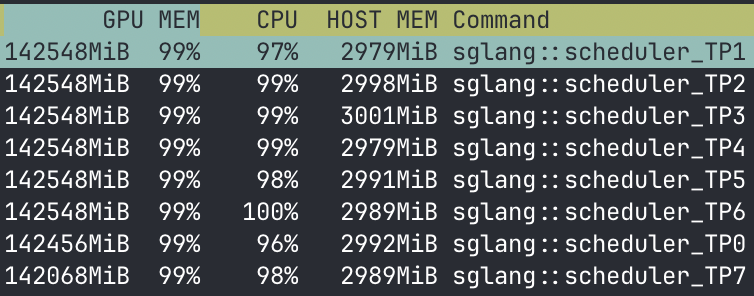 GPU MEM CPU HOST MEM Command
142548MiB 99% 97% 2979MiB sglang::scheduler_TP1
142548MiB 99% 99% 2998MiB sglang::scheduler_TP2
142548MiB 99% 99% 3001MiB sglang::scheduler_TP3
142548MiB 99% 99% 2979MiB sglang::scheduler_TP4
142548MiB 99% 98% 2991MiB sglang::scheduler_TP5
142548MiB 99% 100% 2989MiB sglang::scheduler_TP6
142456MiB 99% 96% 2992MiB sglang::scheduler_TP0
142068MiB 99% 98% 2989MiB sglang::scheduler_TP7